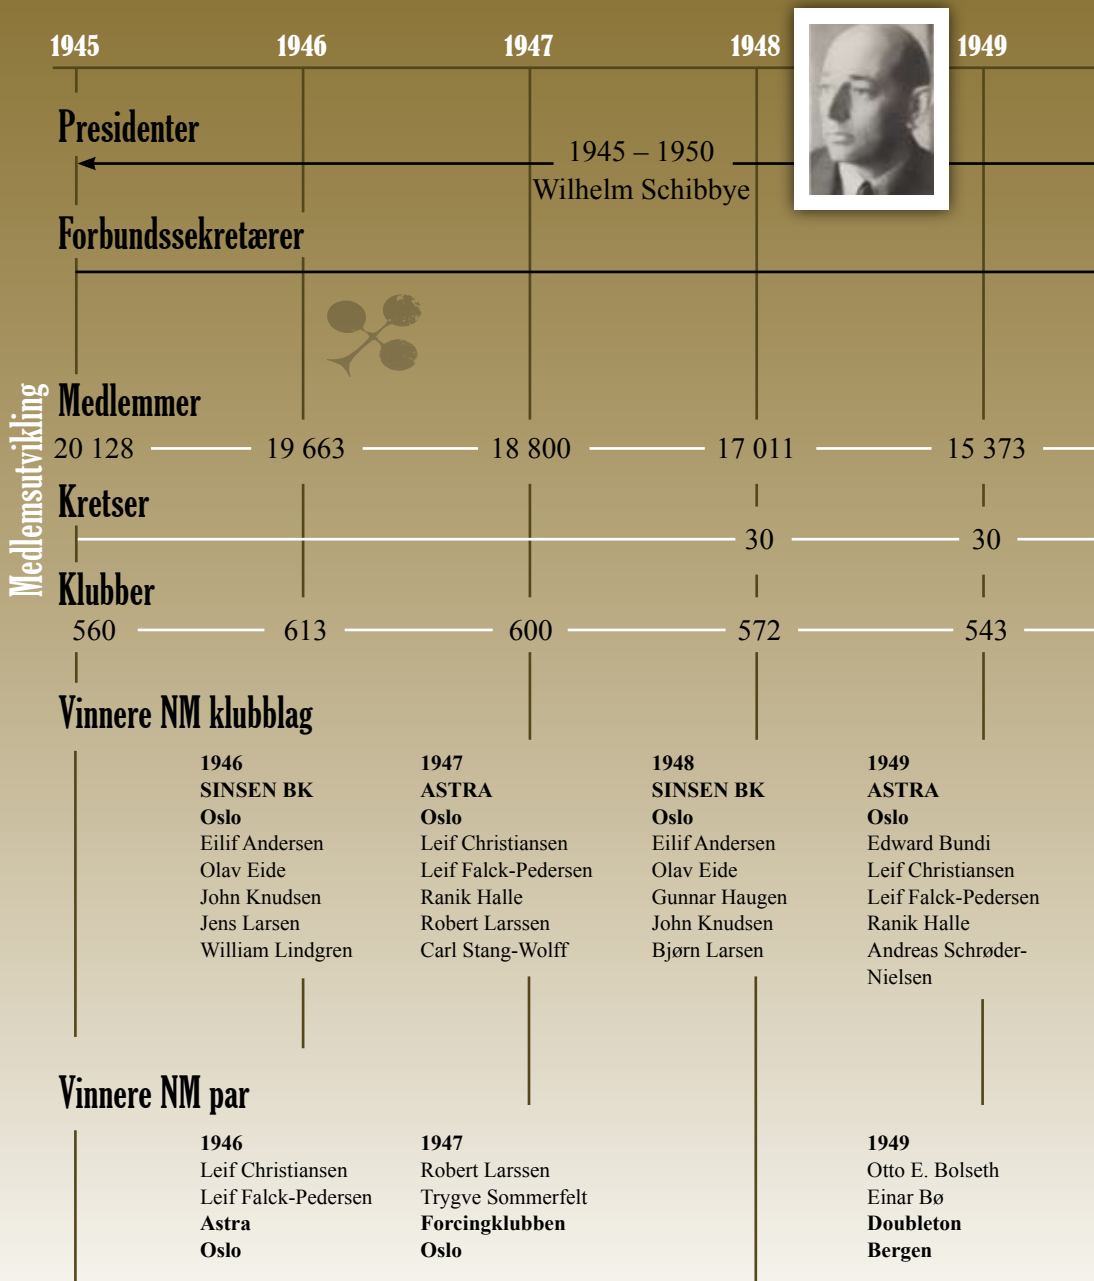 1945 1946 1947 1948 1949
Presidenter
1945 – 1950
Wilhelm Schibbye
Forbundssekretærer
Medlemsutvikling
Medlemmer
20 128 19 663 18 800 17 011 15 373
Kretser
30 30
Klubber
560 613 600 572 543
Vinnere NM klubblag
1946
SINSEN BK
Oslo
Eilif Andersen
Olav Eide
John Knudsen
Jens Larsen
William Lindgren
1947
ASTRA
Oslo
Leif Christiansen
Leif Falck-Pedersen
Ranik Halle
Robert Larssen
Carl Stang-Wolff
1948
SINSEN BK
Oslo
Eilif Andersen
Olav Eide
Gunnar Haugen
John Knudsen
Bjørn Larsen
1949
ASTRA
Oslo
Edward Bundi
Leif Christiansen
Leif Falck-Pedersen
Ranik Halle
Andreas Schrøder-
Nielsen
Vinnere NM par
1946
Leif Christiansen
Leif Falck-Pedersen
Astra
Oslo
1947
Robert Larssen
Trygve Sommerfelt
Forcingklubben
Oslo
1949
Otto E. Bolseth
Einar Bø
Doubleton
Bergen